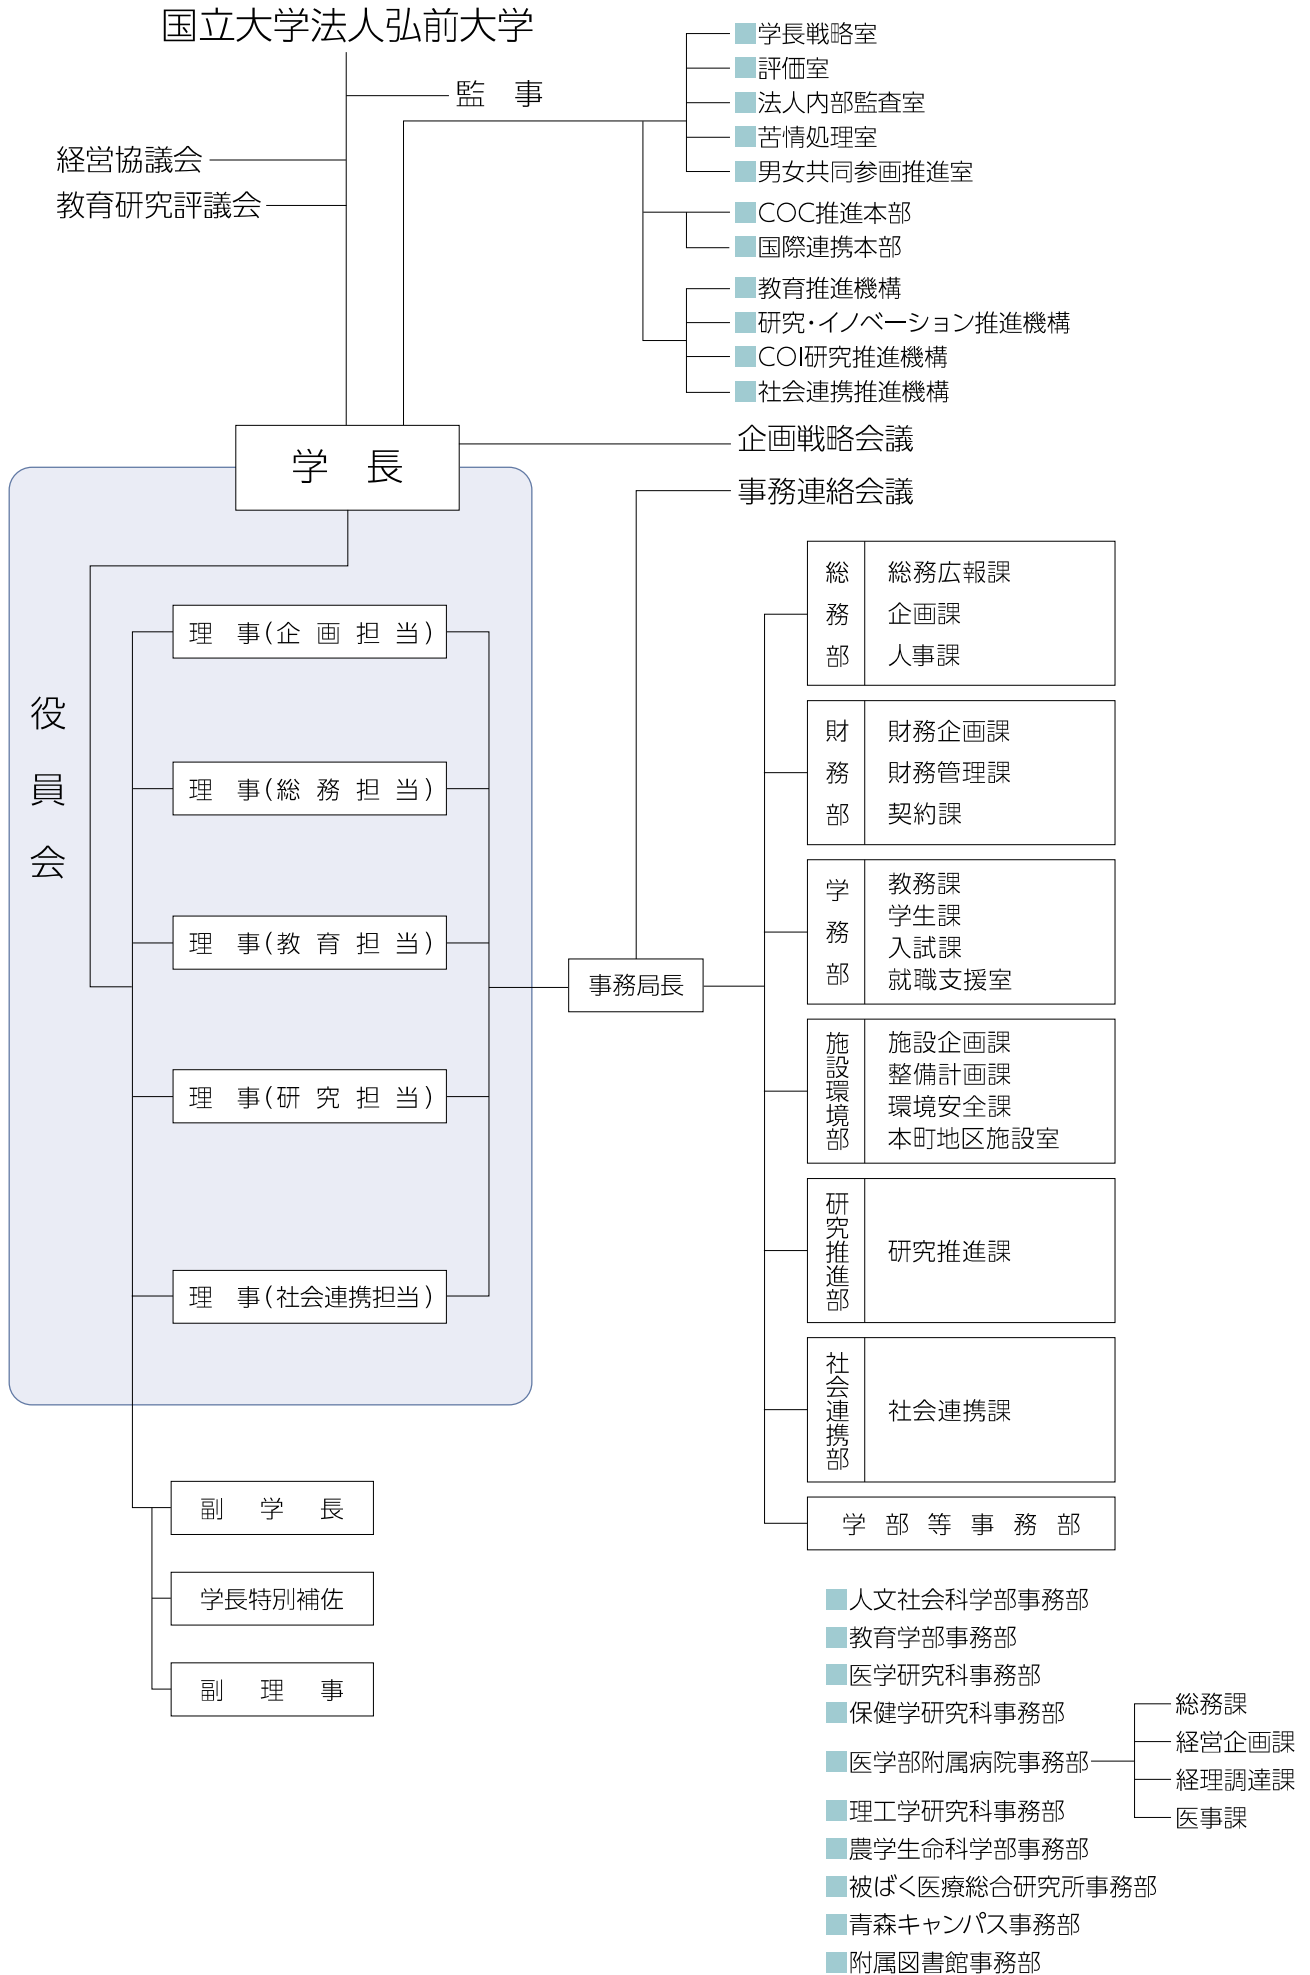 国立大学法人弘前大学
監　事
経営協議会
教育研究評議会
学長戦略室
評価室
法人内部監査室
苦情処理室
男女共同参画推進室
COC推進本部
国際連携本部
教育推進機構
研究・イノベーション推進機構
COI研究推進機構
社会連携推進機構
学　長
企画戦略会議
事務連絡会議
役員会
理　事(企 画 担 当)
理　事(総 務 担 当)
理　事(教 育 担 当)
理　事(研 究 担 当)
理　事(社会連携担当)
副　学　長
学長特別補佐
副　理　事
事務局長
総務部
総務広報課
企画課
人事課
財務部
財務企画課
財務管理課
契約課
学務部
教務課
学生課
入試課
就職支援室
施設環境部
施設企画課
整備計画課
環境安全課
本町地区施設室
研究推進部
研究推進課
社会連携部
社会連携課
学 部 等 事 務 部
人文社会科学部事務部
教育学部事務部
医学研究科事務部
保健学研究科事務部
医学部附属病院事務部
総務課
経営企画課
経理調達課
医事課
理工学研究科事務部
農学生命科学部事務部
被ばく医療総合研究所事務部
青森キャンパス事務部
附属図書館事務部